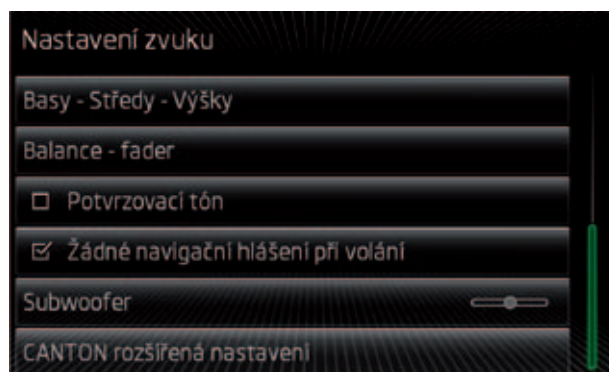 Nastavení zvuku
Basy - Středy - Výšky
Balance - fader
Potvrzovací tón
Žádné navigační hlášení při volání
Subwoofer
CANTON rozšířená nastavení